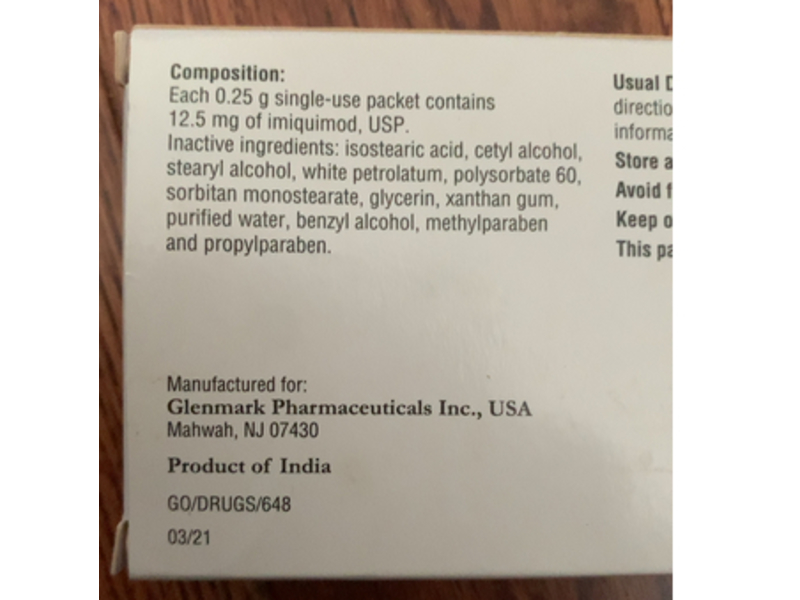 Composition:
Each 0.25 g single-use packet contains
12.5 mg of imiquimod, USP.
Inactive ingredients: isostearic acid, cetyl alcohol,
stearyl alcohol, white petrolatum, polysorbate 60,
sorbitan monostearate, glycerin, xanthan gum,
purified water, benzyl alcohol, methylparaben
and propylparaben.
Manufactured for:
Glenmark Pharmaceuticals Inc., USA
Mahwah, NJ 07430
Product of India
GO/DRUGS/648
03/21
Usual
Store
Avoid
Keep
This